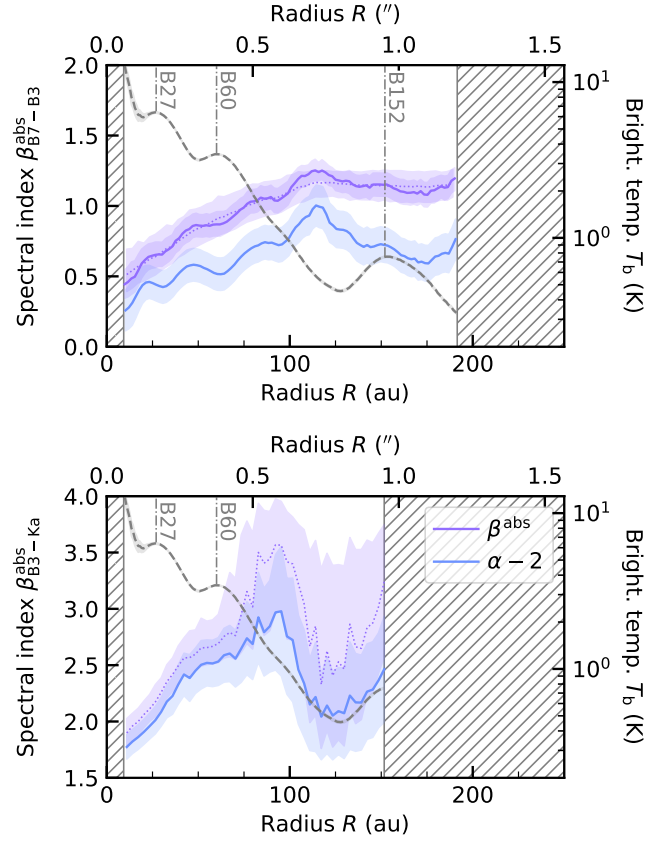 Radius R (′′)
0.0 0.5 1.0 1.5
2.0
1.5
1.0
0.5
0.0
Spectral index β^abs_B7−B3
B27
B60
B152
10^1
10^0
Bright. temp. T_b (K)
0 100 200
Radius R (au)
Radius R (′′)
0.0 0.5 1.0 1.5
4.0
3.5
3.0
2.5
2.0
1.5
Spectral index β^abs_B3−Ka
B27
B60
β^abs
α − 2
10^1
10^0
Bright. temp. T_b (K)
0 100 200
Radius R (au)